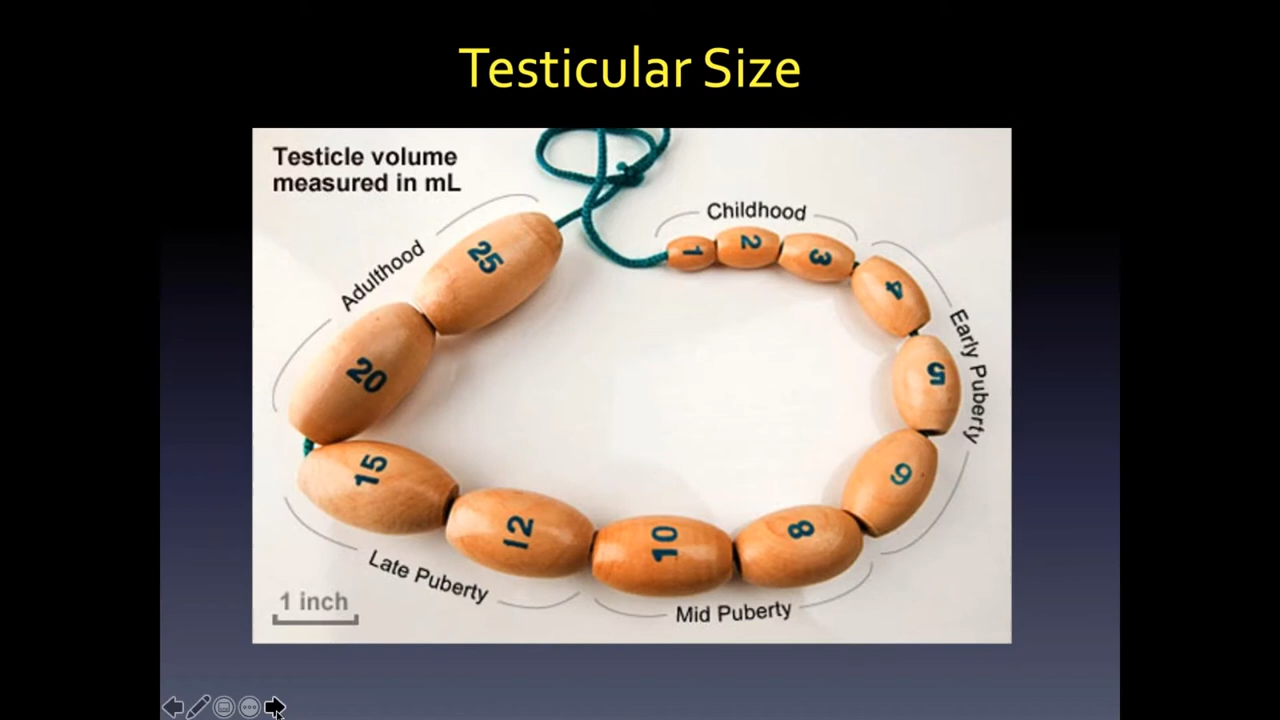 Testicular Size
Testicle volume
measured in mL
Childhood
1
2
3
4
5
6
8
10
12
15
20
25
Early Puberty
Mid Puberty
Late Puberty
Adulthood
1 inch